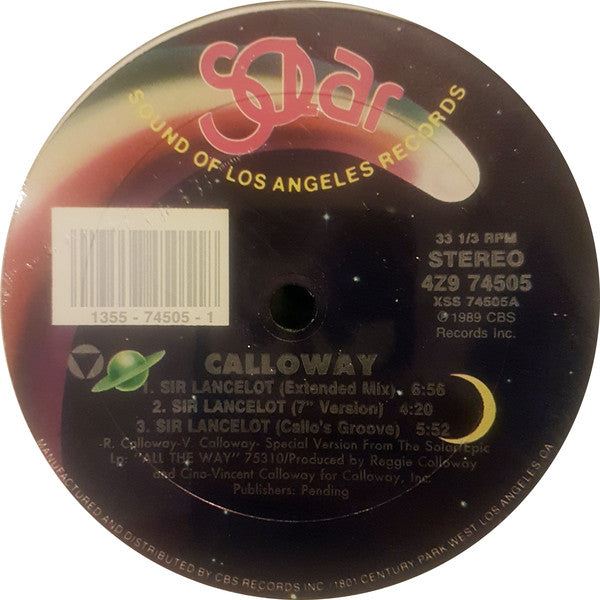 Solar
SOUND OF LOS ANGELES RECORDS
33 1/3 RPM
STEREO
4Z9 74505
XSS 74505A
℗ 1989 CBS
Records Inc.
1355 - 74505 - 1
CALLOWAY
1. SIR LANCELOT (Extended Mix) 6:56
2. SIR LANCELOT (7" Version) 4:20
3. SIR LANCELOT (Callo's Groove) 5:52
-R. Calloway-V. Calloway- Special Version From The Solar/Epic
Lp: "ALL THE WAY" 75310/Produced by Reggie Calloway
and Cino-Vincent Calloway for Calloway, Inc.
Publishers: Pending
MANUFACTURED AND DISTRIBUTED BY CBS RECORDS INC./1801 CENTURY PARK WEST LOS ANGELES, CA